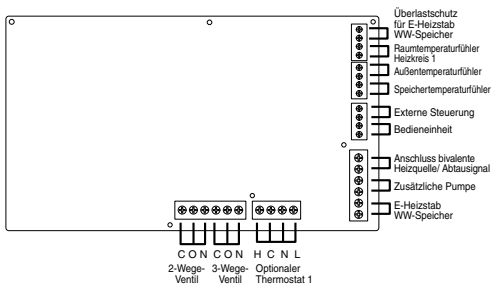 Überlastschutz
für E-Heizstab
WW-Speicher
Raumtemperaturfühler
Heizkreis 1
Außentemperaturfühler
Speichertemperaturfühler
Externe Steuerung
Bedieneinheit
Anschluss bivalente
Heizquelle/ Abtausignal
Zusätzliche Pumpe
E-Heizstab
WW-Speicher
C O N C O N H C N L
2-Wege- 3-Wege- Optionaler
Ventil Ventil Thermostat 1